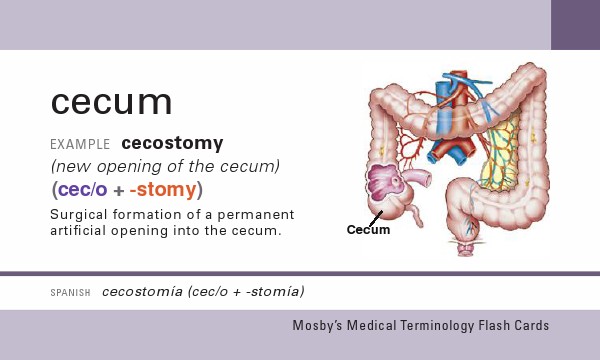 cecum
EXAMPLE cecostomy
(new opening of the cecum)
(cec/o + -stomy)
Surgical formation of a permanent
artificial opening into the cecum.
Cecum
SPANISH cecostomía (cec/o + -stomía)
Mosby's Medical Terminology Flash Cards